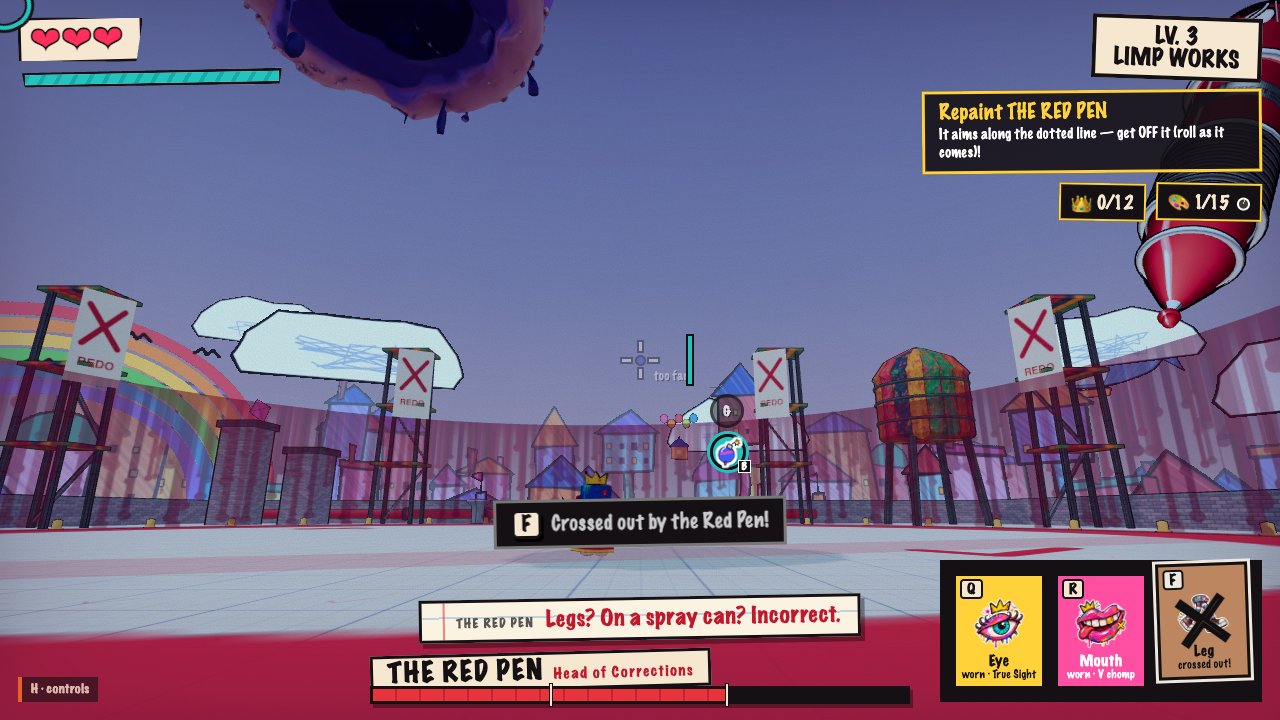 LV. 3
LIMP WORKS
Repaint THE RED PEN
It aims along the dotted line — get OFF it (roll as it
comes)!
0/12
1/15
REDO
REDO
REDO
REDO
too far
G
B
F Crossed out by the Red Pen!
THE RED PEN Legs? On a spray can? Incorrect.
THE RED PEN Head of Corrections
H · controls
Q
Eye
worn · True Sight
R
Mouth
worn · V chomp
F
Leg
crossed out!